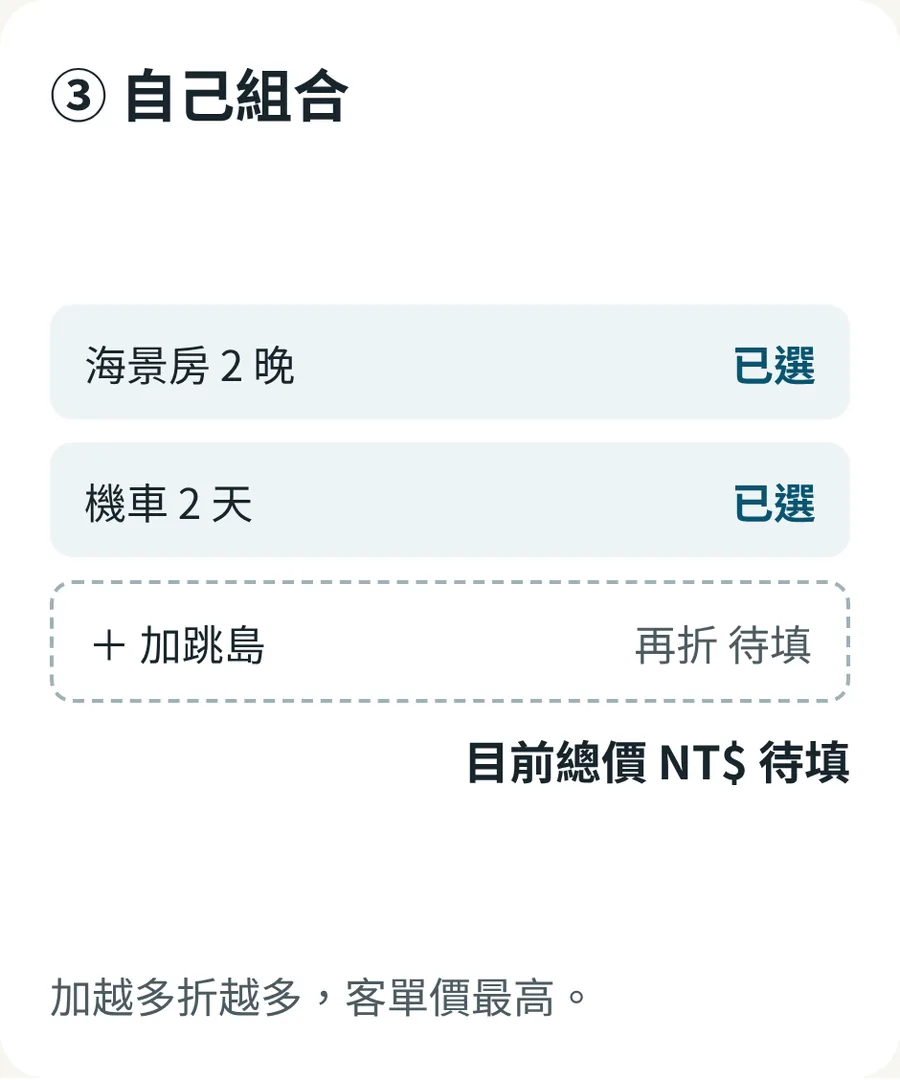 ③ 自己組合
海景房 2 晚 已選
機車 2 天 已選
＋ 加跳島 再折 待填
目前總價 NT$ 待填
加越多折越多，客單價最高。